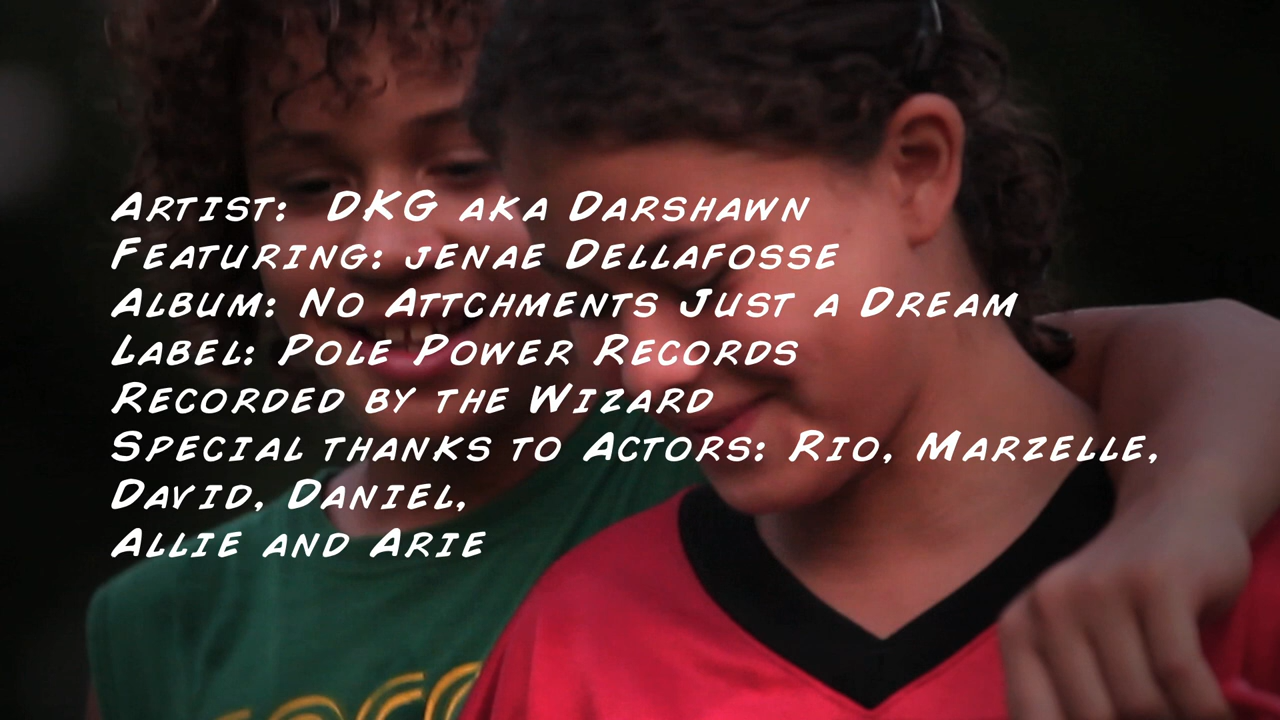 Artist: DKG aka Darshawn
Featuring: jenae Dellafosse
Album: No Attchments Just a Dream
Label: Pole Power Records
Recorded by the Wizard
Special thanks to Actors: Rio, Marzelle,
David, Daniel,
Allie and Arie